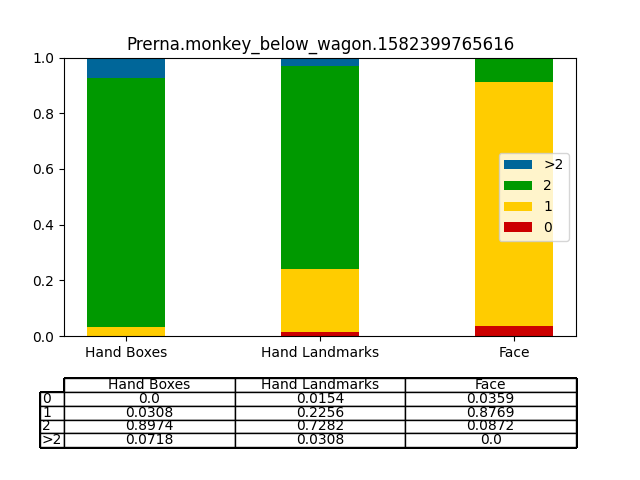 Prerna.monkey_below_wagon.1582399765616
1.0
0.8
0.6
0.4
0.2
0.0
>2
2
1
0
Hand Boxes Hand Landmarks Face
Hand Boxes Hand Landmarks Face
0 0.0 0.0154 0.0359
1 0.0308 0.2256 0.8769
2 0.8974 0.7282 0.0872
>2 0.0718 0.0308 0.0